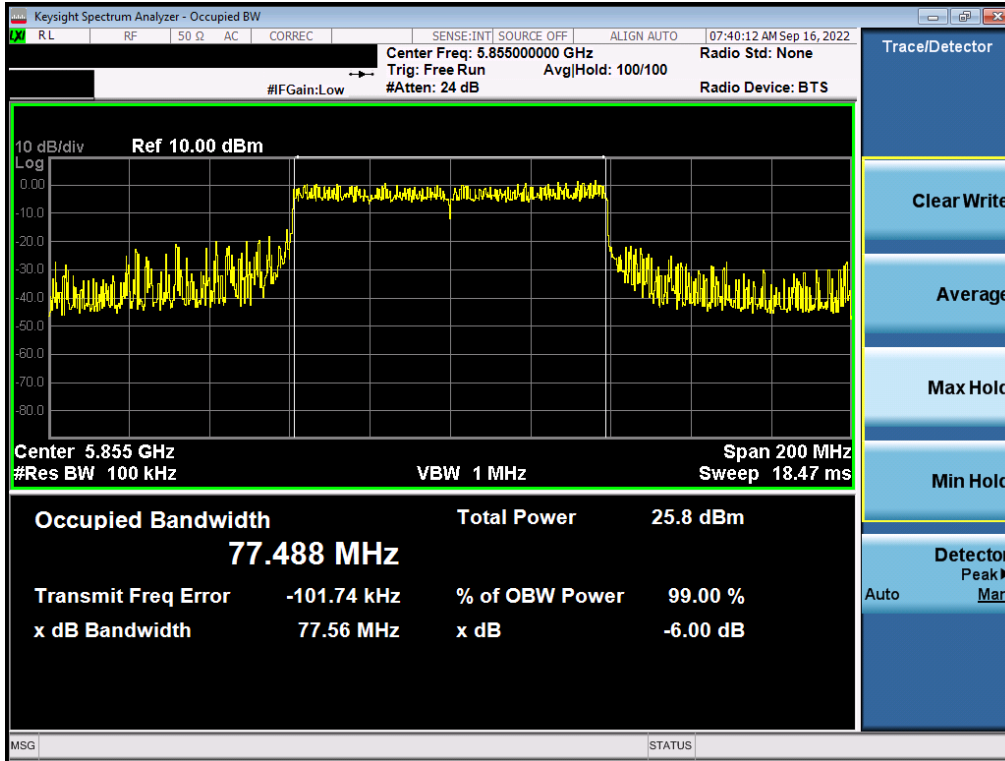 Keysight Spectrum Analyzer - Occupied BW
LXI RL RF 50 Ω AC CORREC SENSE:INT SOURCE OFF ALIGN AUTO 07:40:12 AM Sep 16, 2022
Center Freq: 5.855000000 GHz Radio Std: None
Trig: Free Run Avg|Hold: 100/100
#IFGain:Low #Atten: 24 dB Radio Device: BTS
10 dB/div Ref 10.00 dBm
Log
0.00
-10.0
-20.0
-30.0
-40.0
-50.0
-60.0
-70.0
-80.0
Center 5.855 GHz Span 200 MHz
#Res BW 100 kHz VBW 1 MHz Sweep 18.47 ms
Occupied Bandwidth Total Power 25.8 dBm
77.488 MHz
Transmit Freq Error -101.74 kHz % of OBW Power 99.00 %
x dB Bandwidth 77.56 MHz x dB -6.00 dB
MSG STATUS
Trace/Detector
Clear Write
Average
Max Hold
Min Hold
Detector
Peak▶
Auto Man